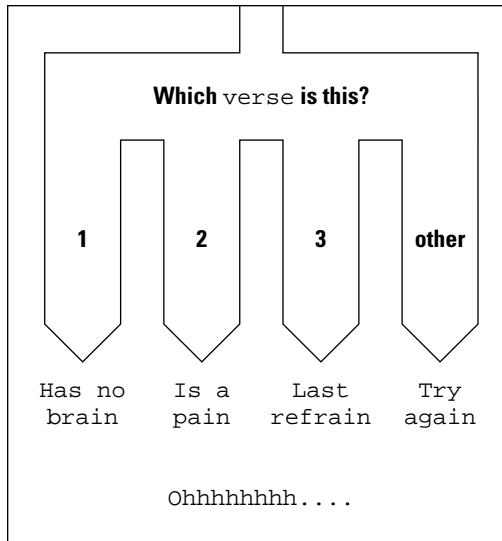 Which verse is this?
1 2 3 other
Has no Is a Last Try
brain pain refrain again
Ohhhhhhhh....